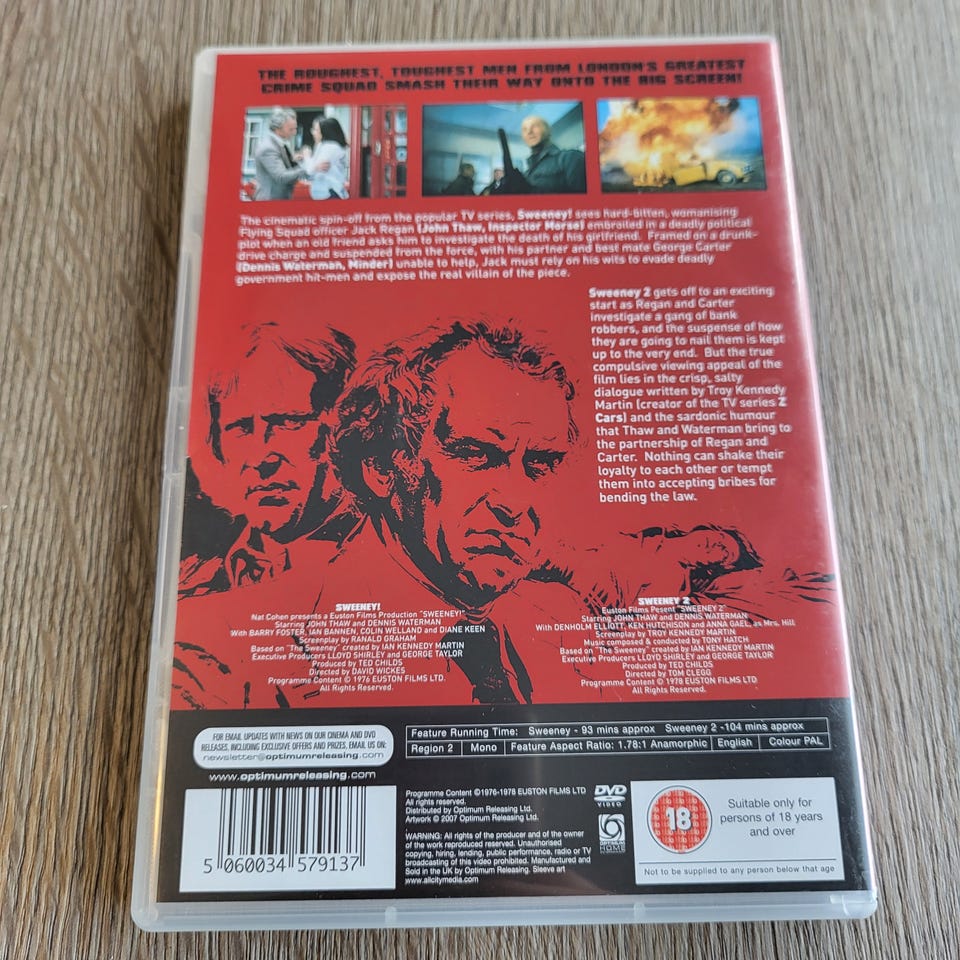 THE ROUGHEST, TOUGHEST MEN FROM LONDON'S GREATEST
CRIME SQUAD SMASH THEIR WAY ONTO THE BIG SCREEN!
The cinematic spin-off from the popular TV series, Sweeney! sees hard-bitten, womanising
Flying Squad officer Jack Regan (John Thaw, Inspector Morse) embroiled in a deadly political
plot when an old friend asks him to investigate the death of his girlfriend. Framed on a drunk-
drive charge and suspended from the force, with his partner and best mate George Carter
(Dennis Waterman, Minder) unable to help, Jack must rely on his wits to evade deadly
government hit-men and expose the real villain of the piece.
Sweeney 2 gets off to an exciting
start as Regan and Carter
investigate a gang of bank
robbers, and the suspense of how
they are going to nail them is kept
up to the very end. But the true
compulsive viewing appeal of the
film lies in the crisp, salty
dialogue written by Troy Kennedy
Martin (creator of the TV series Z
Cars) and the sardonic humour
that Thaw and Waterman bring to
the partnership of Regan and
Carter. Nothing can shake their
loyalty to each other or tempt
them into accepting bribes for
bending the law.
SWEENEY!
Nat Cohen presents a Euston Films Production "SWEENEY!"
Starring JOHN THAW and DENNIS WATERMAN
With BARRY FOSTER, IAN BANNEN, COLIN WELLAND and DIANE KEEN
Screenplay by RANALD GRAHAM
Based on "The Sweeney" created by IAN KENNEDY MARTIN
Executive Producers LLOYD SHIRLEY and GEORGE TAYLOR
Produced by TED CHILDS
Directed by DAVID WICKES
Programme Content © 1976 EUSTON FILMS LTD.
All Rights Reserved.
SWEENEY 2
Euston Films Pesent "SWEENEY 2"
Starring JOHN THAW and DENNIS WATERMAN
With DENHOLM ELLIOTT, KEN HUTCHISON and ANNA GAEL as Mrs. Hill
Screenplay by TROY KENNEDY MARTIN
Music composed & conducted by TONY HATCH
Based on "The Sweeney" created by IAN KENNEDY MARTIN
Executive Producers LLOYD SHIRLEY and GEORGE TAYLOR
Produced by TED CHILDS
Directed by TOM CLEGG
Programme Content © 1978 EUSTON FILMS LTD
All Rights Reserved.
FOR EMAIL UPDATES WITH NEWS ON OUR CINEMA AND DVD
RELEASES, INCLUDING EXCLUSIVE OFFERS AND PRIZES, EMAIL US ON:
newsletter@optimumreleasing.com
www.optimumreleasing.com
Feature Running Time: Sweeney - 93 mins approx Sweeney 2 -104 mins approx
Region 2 Mono Feature Aspect Ratio: 1.78:1 Anamorphic English Colour PAL
5 060034 579137
Programme Content ©1976-1978 EUSTON FILMS LTD
All rights reserved.
Distributed by Optimum Releasing Ltd.
Artwork © 2007 Optimum Releasing Ltd.
WARNING: All rights of the producer and of the owner
of the work reproduced reserved. Unauthorised
copying, hiring, lending, public performance, radio or TV
broadcasting of this video prohibited. Manufactured and
Sold in the UK by Optimum Releasing. Sleeve art
www.allcitymedia.com
DVD
VIDEO
OPTIMUM
HOME
18
Suitable only for
persons of 18 years
and over
Not to be supplied to any person below that age